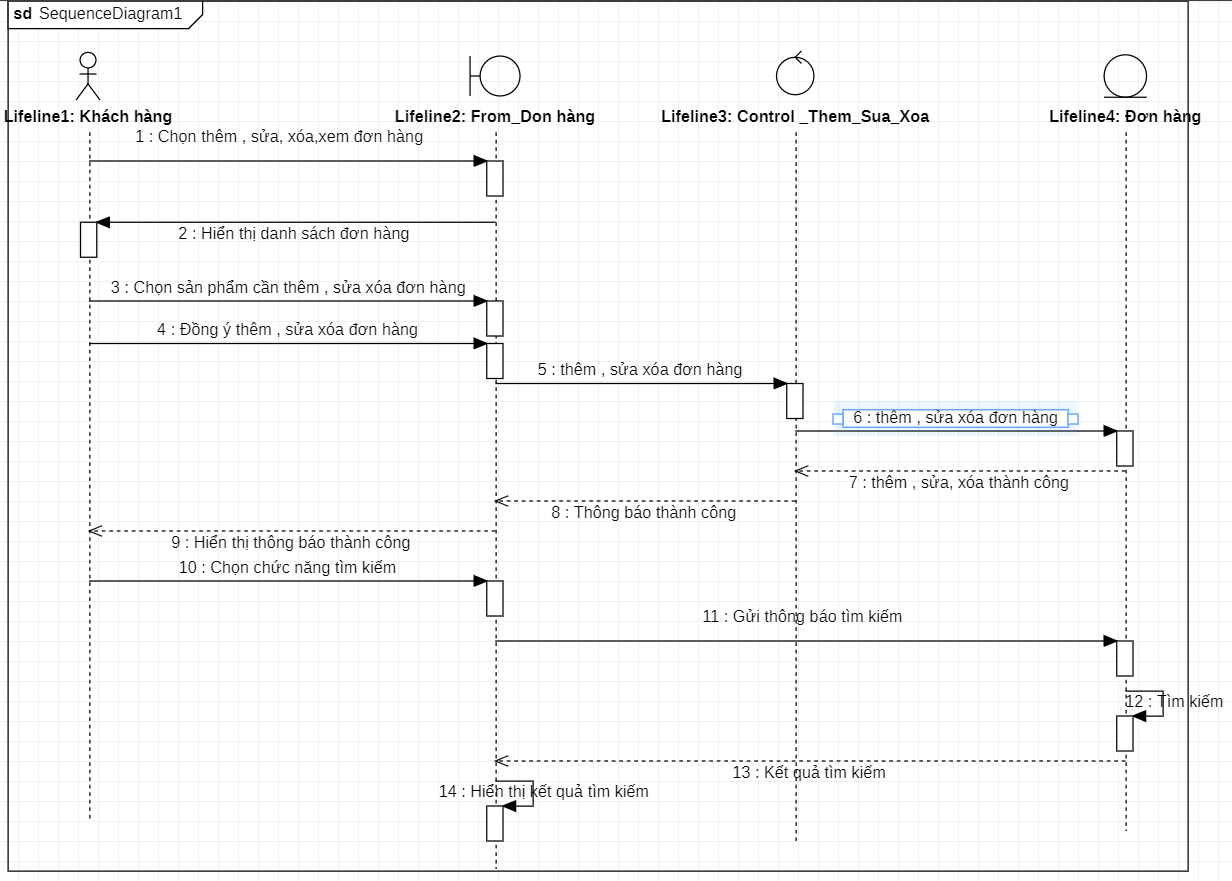 sd SequenceDiagram1
Lifeline1: Khách hàng
Lifeline2: From_Don hàng
Lifeline3: Control _Them_Sua_Xoa
Lifeline4: Đơn hàng
1 : Chọn thêm , sửa, xóa,xem đơn hàng
2 : Hiển thị danh sách đơn hàng
3 : Chọn sản phẩm cần thêm , sửa xóa đơn hàng
4 : Đồng ý thêm , sửa xóa đơn hàng
5 : thêm , sửa xóa đơn hàng
6 : thêm , sửa xóa đơn hàng
7 : thêm , sửa, xóa thành công
8 : Thông báo thành công
9 : Hiển thị thông báo thành công
10 : Chọn chức năng tìm kiếm
11 : Gửi thông báo tìm kiếm
12 : Tìm kiếm
13 : Kết quả tìm kiếm
14 : Hiển thị kết quả tìm kiếm